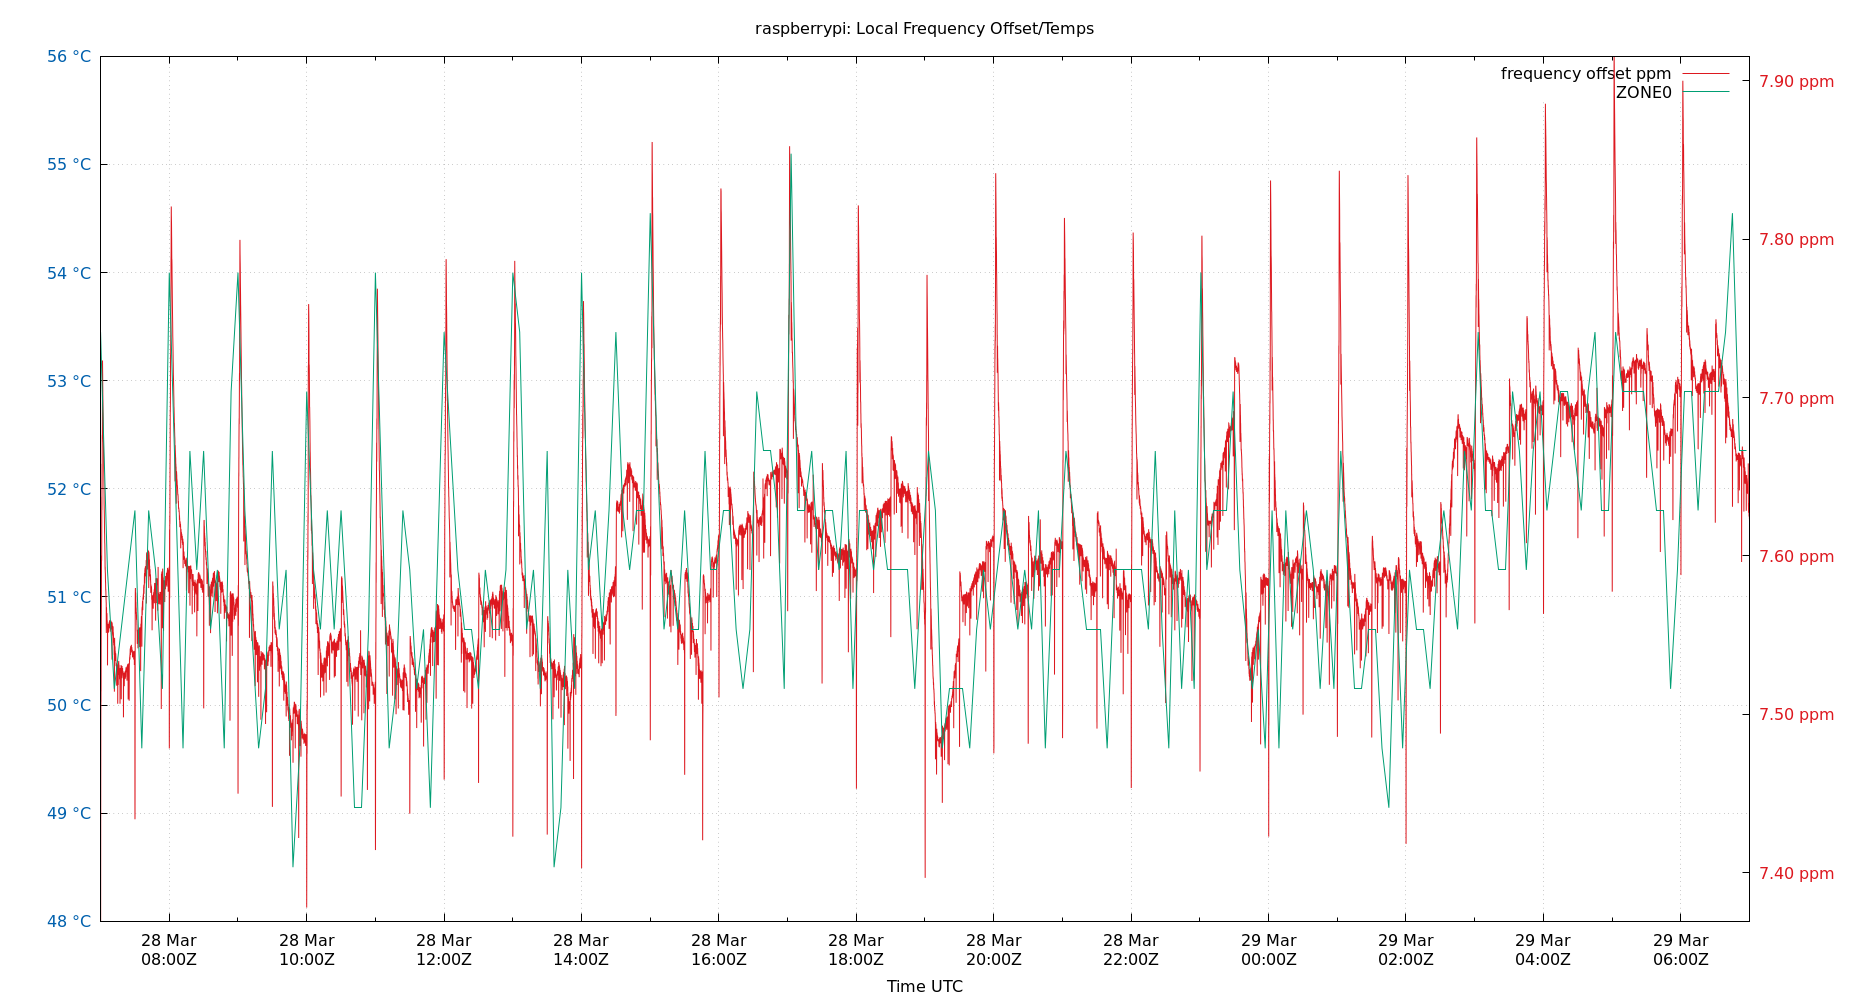 raspberrypi: Local Frequency Offset/Temps
frequency offset ppm
ZONE0
56 °C
55 °C
54 °C
53 °C
52 °C
51 °C
50 °C
49 °C
48 °C
7.90 ppm
7.80 ppm
7.70 ppm
7.60 ppm
7.50 ppm
7.40 ppm
28 Mar 28 Mar 28 Mar 28 Mar 28 Mar 28 Mar 28 Mar 28 Mar 29 Mar 29 Mar 29 Mar 29 Mar
08:00Z 10:00Z 12:00Z 14:00Z 16:00Z 18:00Z 20:00Z 22:00Z 00:00Z 02:00Z 04:00Z 06:00Z
Time UTC